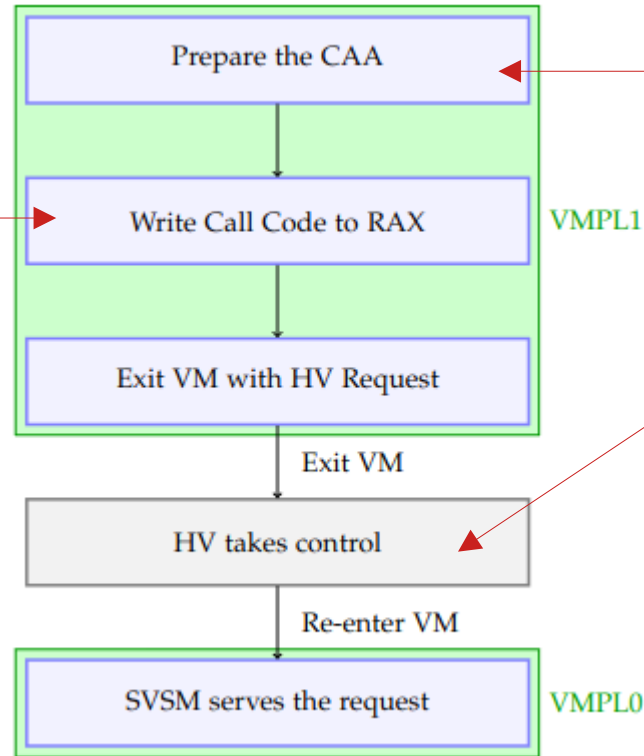 Prepare the CAA
Write Call Code to RAX
VMPL1
Exit VM with HV Request
Exit VM
HV takes control
Re-enter VM
SVSM serves the request
VMPL0